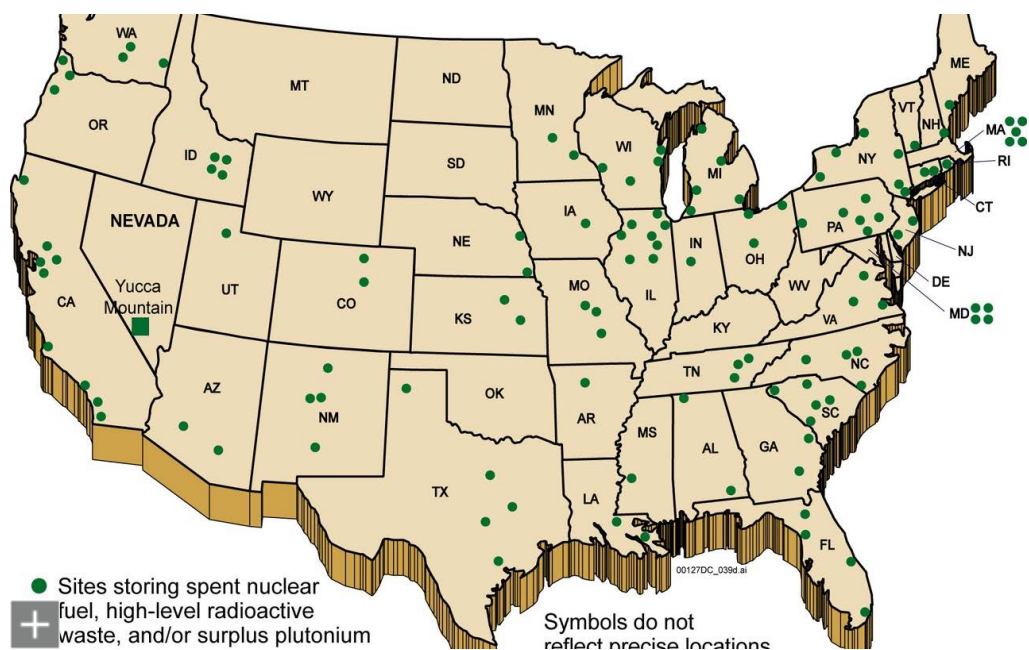 WA
MT
ND
MN
ME
VT
NH
OR
ID
SD
WI
MI
NY
MA
RI
WY
IA
CT
NEVADA
NE
PA
NJ
IN
OH
DE
UT
CO
MO
IL
WV
MD
Yucca
Mountain
CA
KS
KY
VA
TN
NC
AZ
NM
OK
AR
SC
MS
AL
GA
TX
LA
FL
00127DC_039d.ai
Sites storing spent nuclear
fuel, high-level radioactive
waste, and/or surplus plutonium
Symbols do not
reflect precise locations